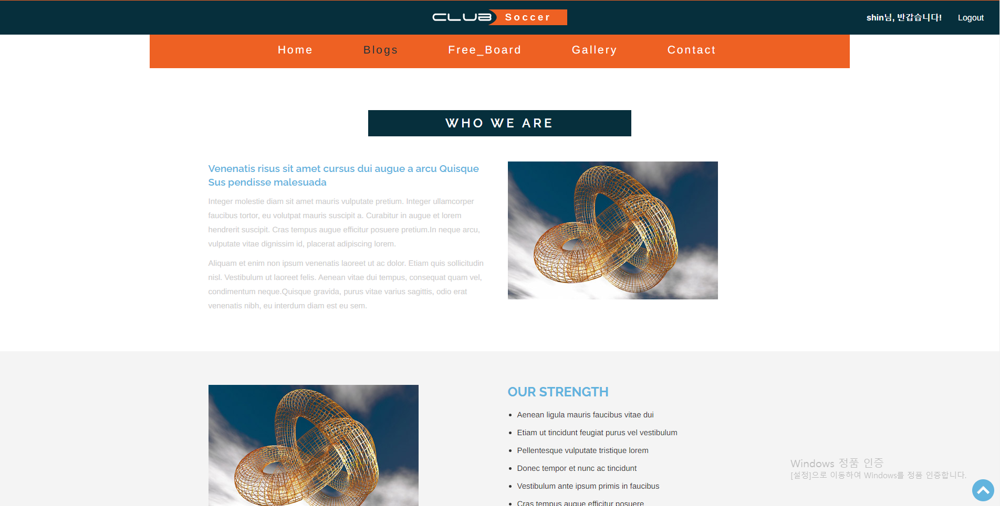 CLUB Soccer
shin님, 반갑습니다! Logout
Home Blogs Free_Board Gallery Contact
WHO WE ARE
Venenatis risus sit amet cursus dui augue a arcu Quisque
Sus pendisse malesuada
Integer molestie diam sit amet mauris vulputate pretium. Integer ullamcorper
faucibus tortor, eu volutpat mauris suscipit a. Curabitur in augue et lorem
hendrerit suscipit. Cras tempus augue efficitur posuere pretium.In neque arcu,
vulputate vitae dignissim id, placerat adipiscing lorem.
Aliquam et enim non ipsum venenatis laoreet ut ac dolor. Etiam quis sollicitudin
nisl. Vestibulum ut laoreet felis. Aenean vitae dui tempus, consequat quam vel,
condimentum neque.Quisque gravida, purus vitae varius sagittis, odio erat
venenatis nibh, eu interdum diam est eu sem.
OUR STRENGTH
Aenean ligula mauris faucibus vitae dui
Etiam ut tincidunt feugiat purus vel vestibulum
Pellentesque vulputate tristique lorem
Donec tempor et nunc ac tincidunt
Vestibulum ante ipsum primis in faucibus
Cras tempus augue efficitur posuere
Windows 정품 인증
[설정]으로 이동하여 Windows를 정품 인증합니다.